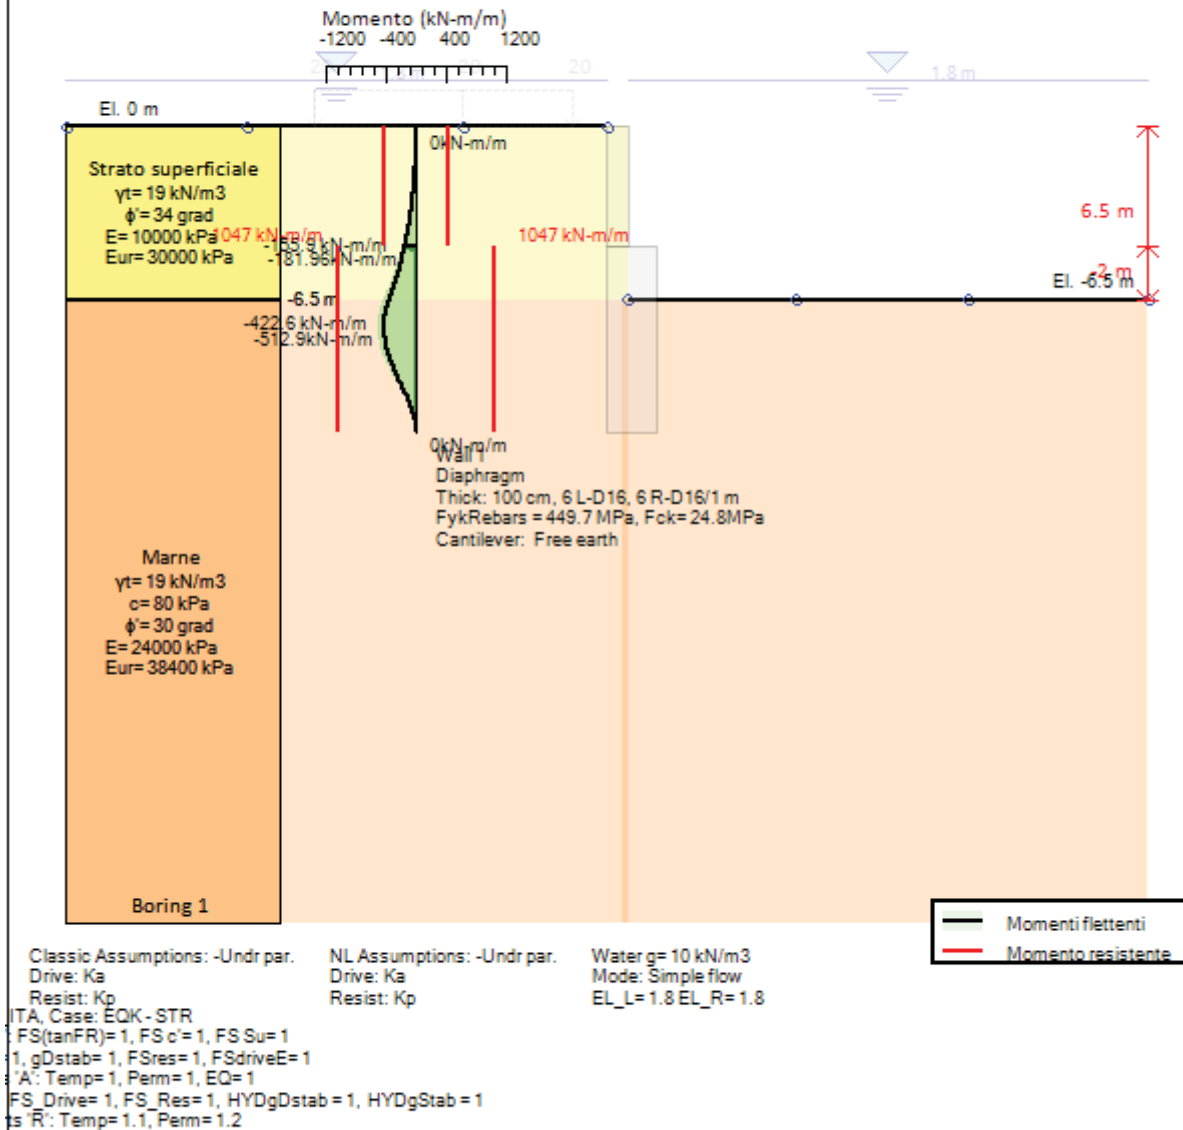 Momento (kN-m/m)
-1200 -400 400 1200
20
20
1.8 m
El. 0 m
0kN-m/m
Strato superficiale
γt= 19 kN/m3
ϕ'= 34 grad
E= 10000 kPa
Eur= 30000 kPa
1047 kN-m/m
1047 kN-m/m
-181.96kN-m/m
6.5 m
-2 m
El. -6.5 m
-6.5 m
-422.6 kN-m/m
-512.9kN-m/m
0kN-m/m
Wall 1
Diaphragm
Thick: 100 cm, 6 L-D16, 6 R-D16/1 m
FykRebars = 449.7 MPa, Fck= 24.8MPa
Cantilever: Free earth
Marne
γt= 19 kN/m3
c= 80 kPa
ϕ'= 30 grad
E= 24000 kPa
Eur= 38400 kPa
Boring 1
Momenti flettenti
Momento resistente
Classic Assumptions: -Undr par.
Drive: Ka
Resist: Kp
NL Assumptions: -Undr par.
Drive: Ka
Resist: Kp
Water g= 10 kN/m3
Mode: Simple flow
EL_L= 1.8 EL_R= 1.8
ITA, Case: EQK - STR
: FS(tanFR)= 1, FS c'= 1, FS Su= 1
1, gDstab= 1, FSres= 1, FSdriveE= 1
'A': Temp= 1, Perm= 1, EQ= 1
FS_Drive= 1, FS_Res= 1, HYDgDstab = 1, HYDgStab = 1
ts 'R': Temp= 1.1, Perm= 1.2